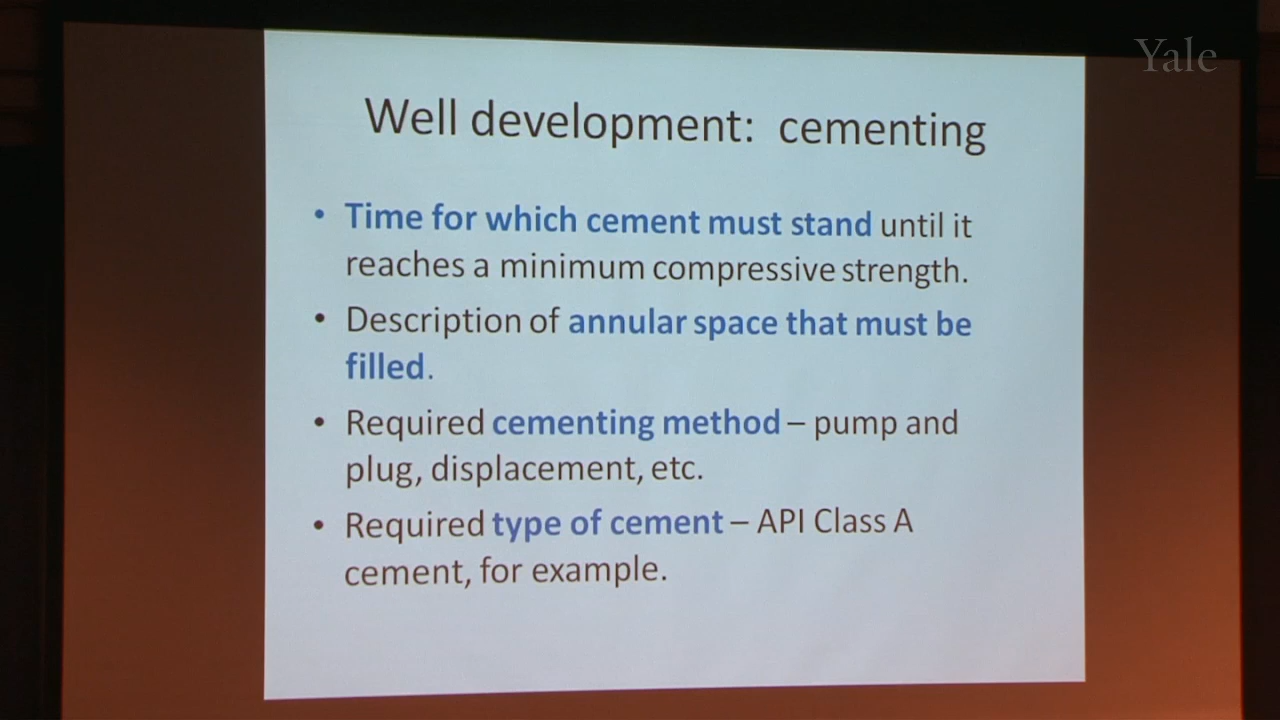 Yale
Well development: cementing
• Time for which cement must stand until it
reaches a minimum compressive strength.
• Description of annular space that must be
filled.
• Required cementing method – pump and
plug, displacement, etc.
• Required type of cement – API Class A
cement, for example.